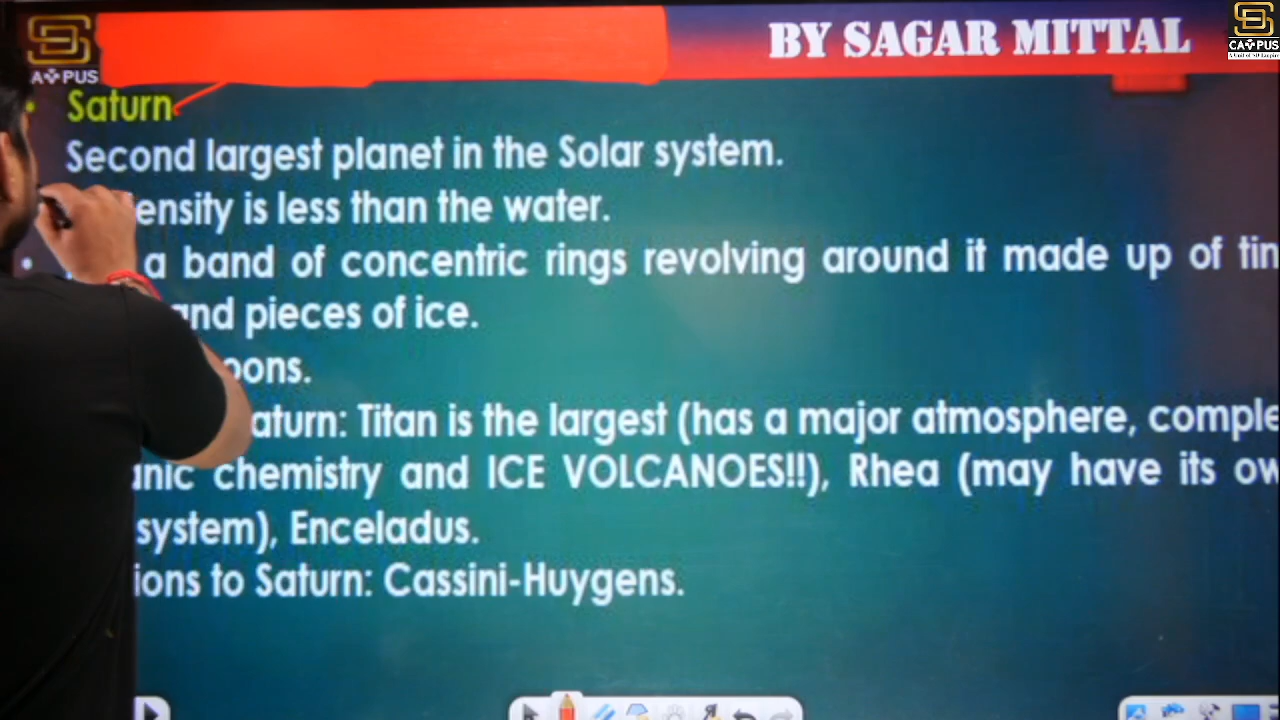 BY SAGAR MITTAL
CA PUS
A PUS
Saturn
Second largest planet in the Solar system.
ensity is less than the water.
a band of concentric rings revolving around it made up of tin
and pieces of ice.
oons.
aturn: Titan is the largest (has a major atmosphere, comple
anic chemistry and ICE VOLCANOES!!), Rhea (may have its ow
system), Enceladus.
ions to Saturn: Cassini-Huygens.